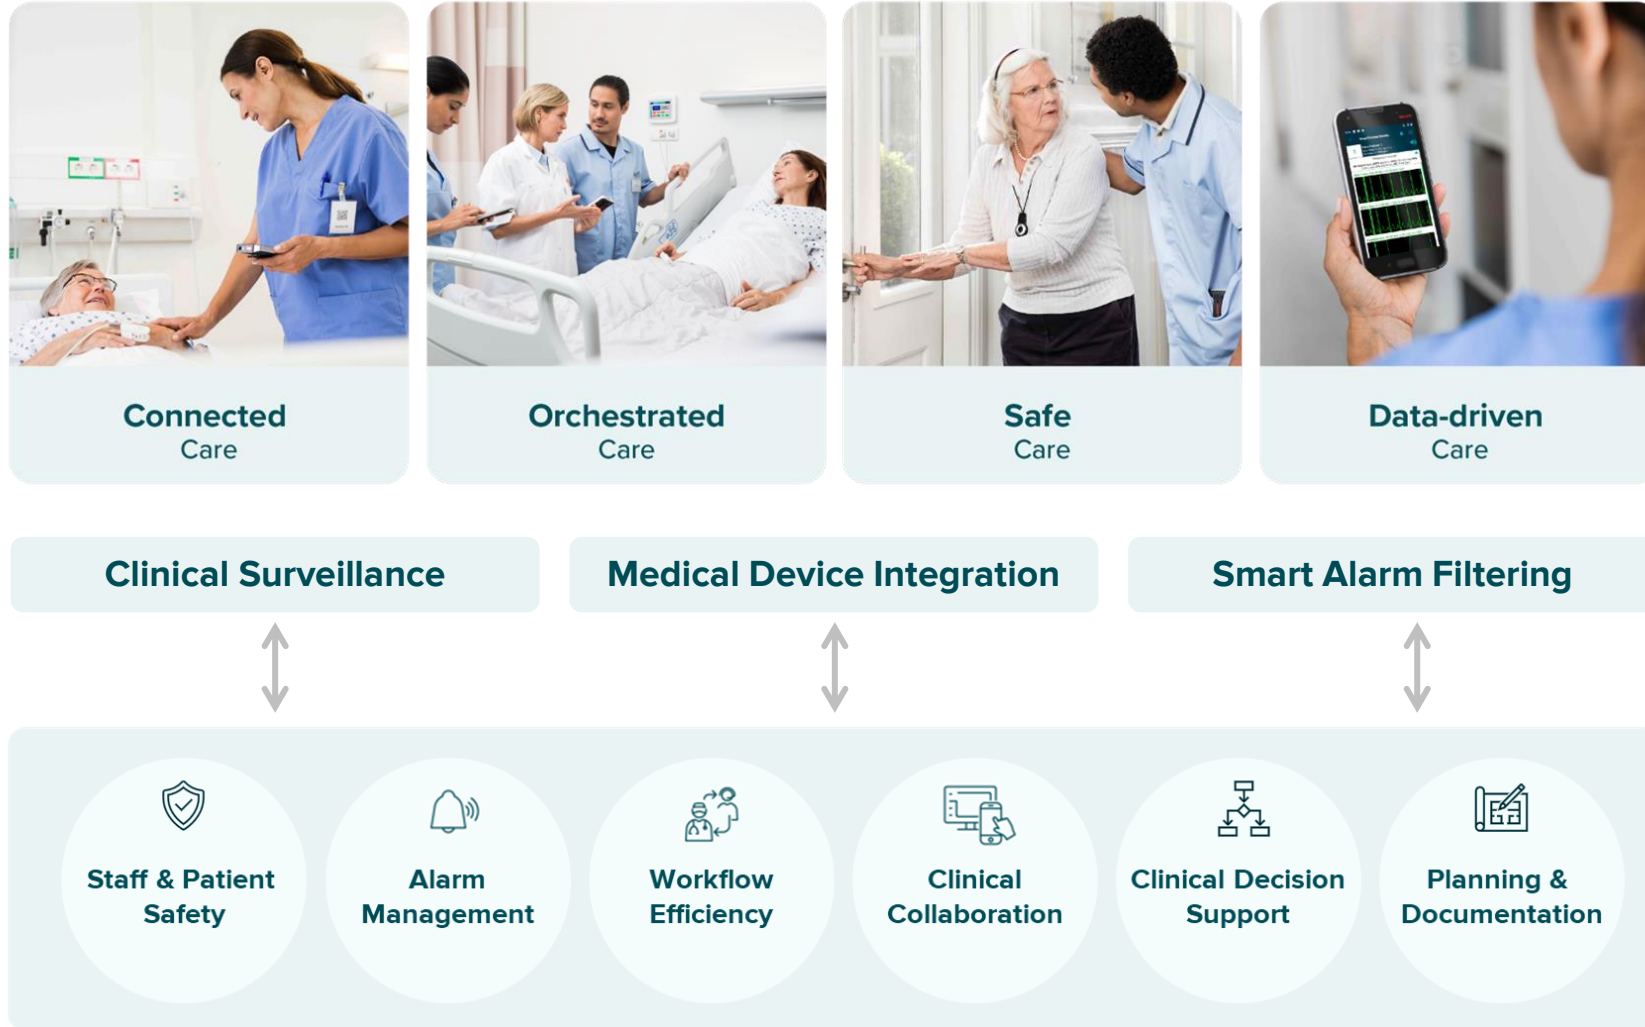 Connected
Care
Orchestrated
Care
Safe
Care
Data-driven
Care
Clinical Surveillance
Medical Device Integration
Smart Alarm Filtering
Staff & Patient
Safety
Alarm
Management
Workflow
Efficiency
Clinical
Collaboration
Clinical Decision
Support
Planning &
Documentation